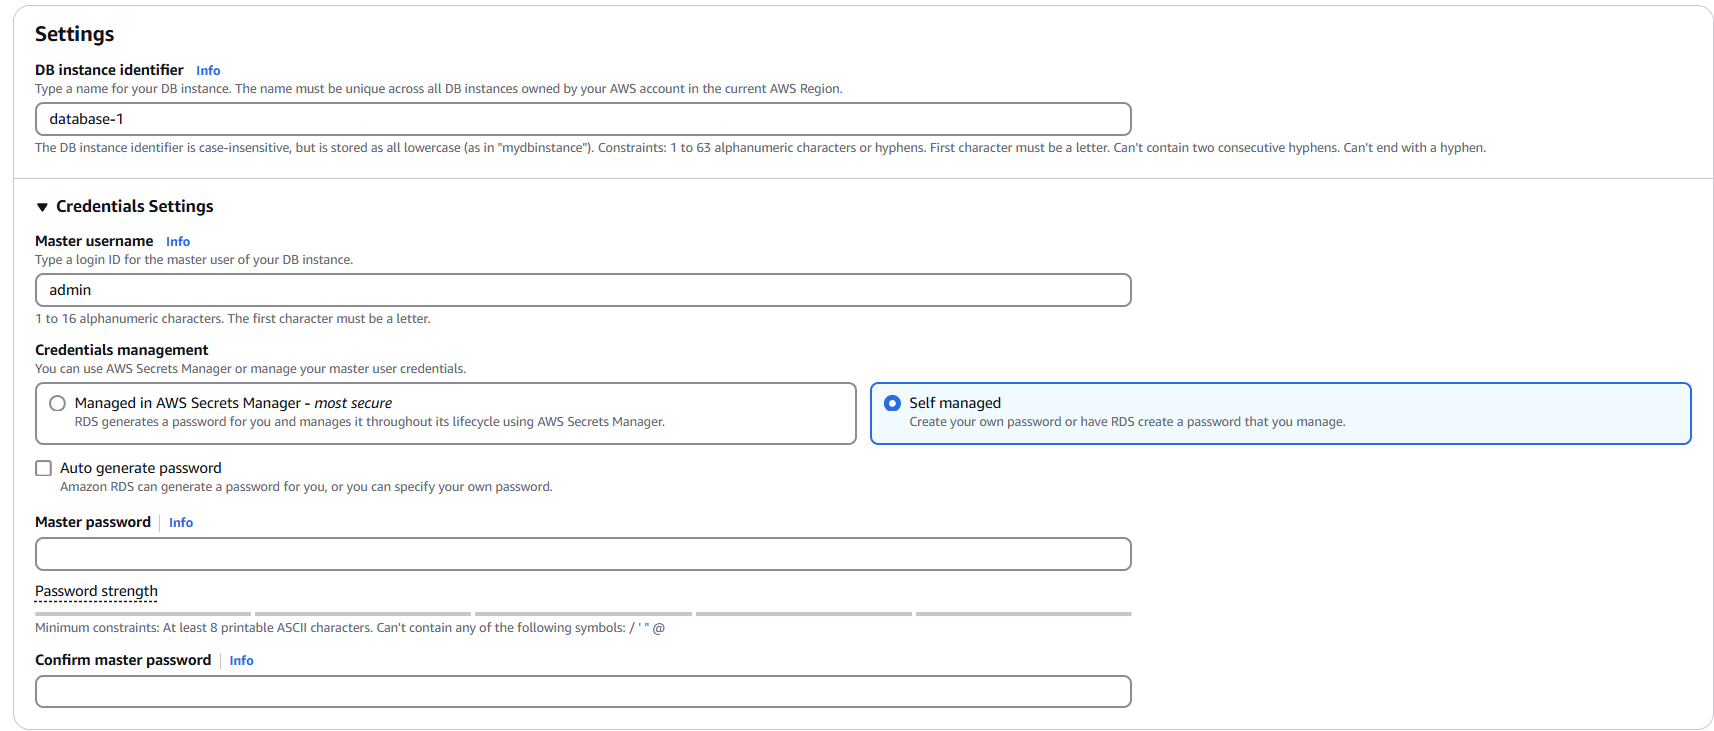 Settings
DB instance identifier Info
Type a name for your DB instance. The name must be unique across all DB instances owned by your AWS account in the current AWS Region.
database-1
The DB instance identifier is case-insensitive, but is stored as all lowercase (as in "mydbinstance"). Constraints: 1 to 63 alphanumeric characters or hyphens. First character must be a letter. Can't contain two consecutive hyphens. Can't end with a hyphen.
Credentials Settings
Master username Info
Type a login ID for the master user of your DB instance.
admin
1 to 16 alphanumeric characters. The first character must be a letter.
Credentials management
You can use AWS Secrets Manager or manage your master user credentials.
Managed in AWS Secrets Manager - most secure
RDS generates a password for you and manages it throughout its lifecycle using AWS Secrets Manager.
Self managed
Create your own password or have RDS create a password that you manage.
Auto generate password
Amazon RDS can generate a password for you, or you can specify your own password.
Master password Info
Password strength
Minimum constraints: At least 8 printable ASCII characters. Can't contain any of the following symbols: / ' " @
Confirm master password Info